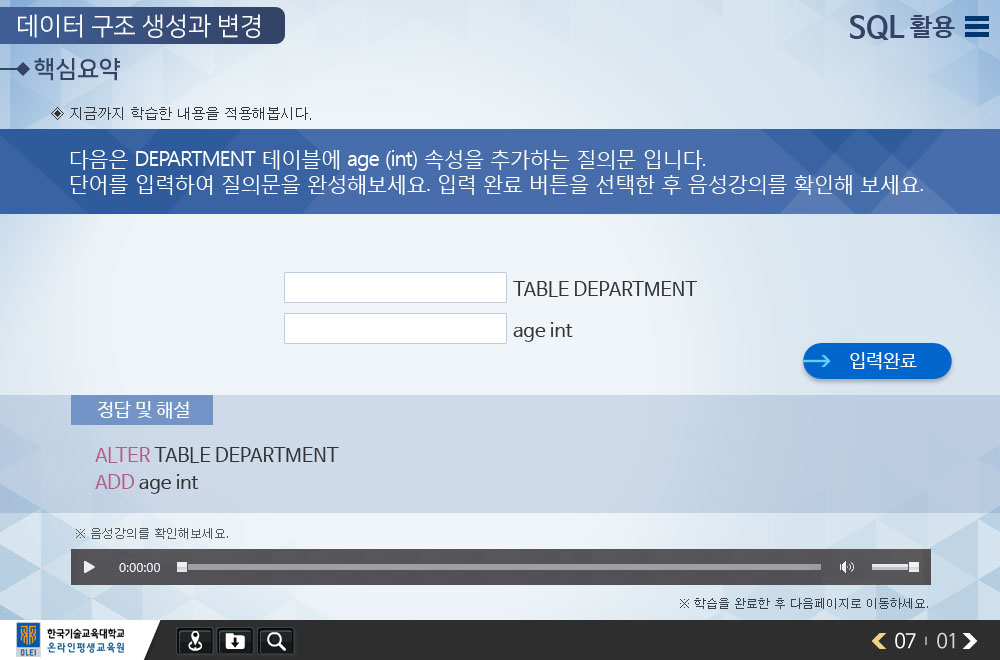 데이터 구조 생성과 변경
SQL 활용
핵심요약
◈ 지금까지 학습한 내용을 적용해봅시다.
다음은 DEPARTMENT 테이블에 age (int) 속성을 추가하는 질의문 입니다.
단어를 입력하여 질의문을 완성해보세요. 입력 완료 버튼을 선택한 후 음성강의를 확인해 보세요.
TABLE DEPARTMENT
age int
입력완료
정답 및 해설
ALTER TABLE DEPARTMENT
ADD age int
※ 음성강의를 확인해보세요.
0:00:00
※ 학습을 완료한 후 다음페이지로 이동하세요.
한국기술교육대학교
온라인평생교육원
OLEI
07 | 01